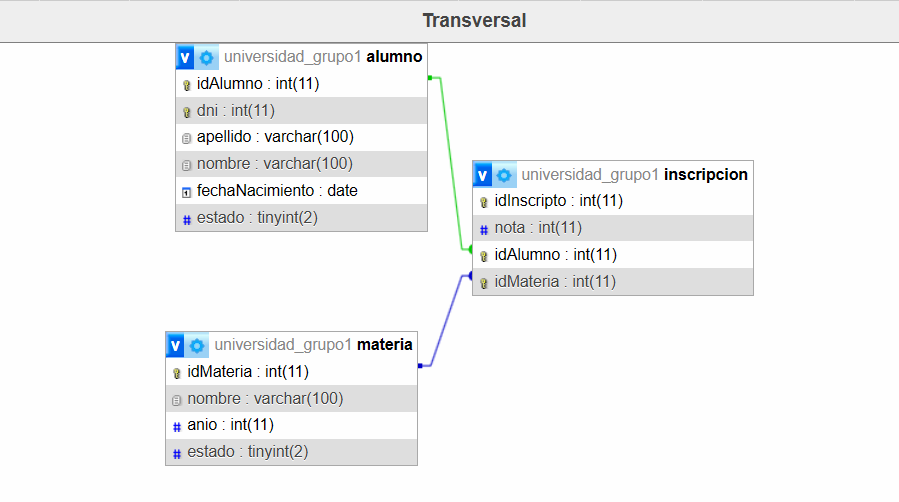 Transversal
v universidad_grupo1 alumno
idAlumno : int(11)
dni : int(11)
apellido : varchar(100)
nombre : varchar(100)
1 fechaNacimiento : date
# estado : tinyint(2)
v universidad_grupo1 inscripcion
idInscripto : int(11)
# nota : int(11)
idAlumno : int(11)
idMateria : int(11)
v universidad_grupo1 materia
idMateria : int(11)
nombre : varchar(100)
# anio : int(11)
# estado : tinyint(2)